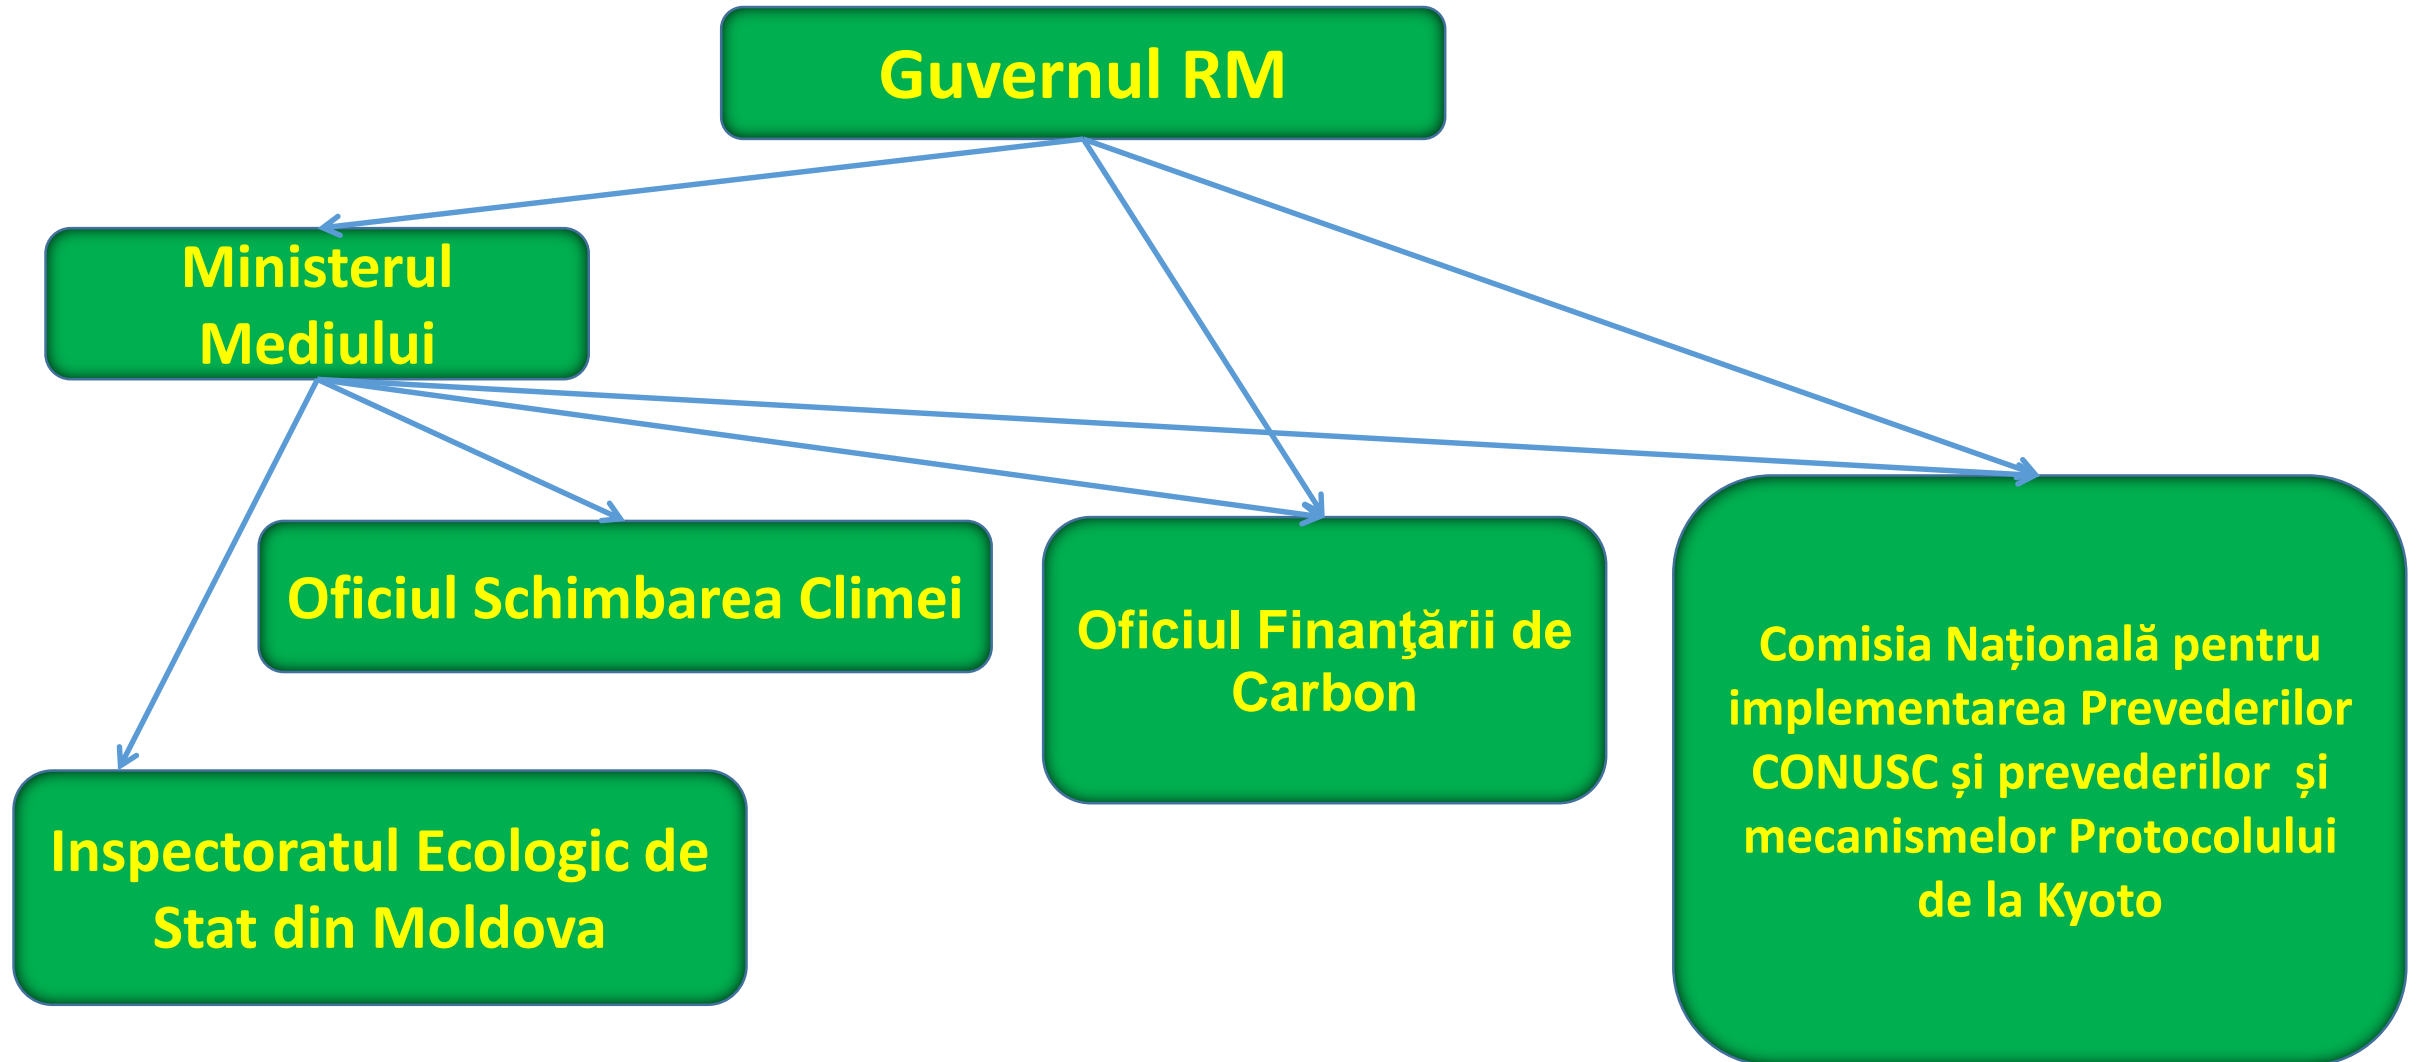 Guvernul RM
Ministerul
Mediului
Oficiul Schimbarea Climei
Oficiul Finanţării de
Carbon
Comisia Națională pentru
implementarea Prevederilor
CONUSC și prevederilor  și
mecanismelor Protocolului
de la Kyoto
Inspectoratul Ecologic de
Stat din Moldova